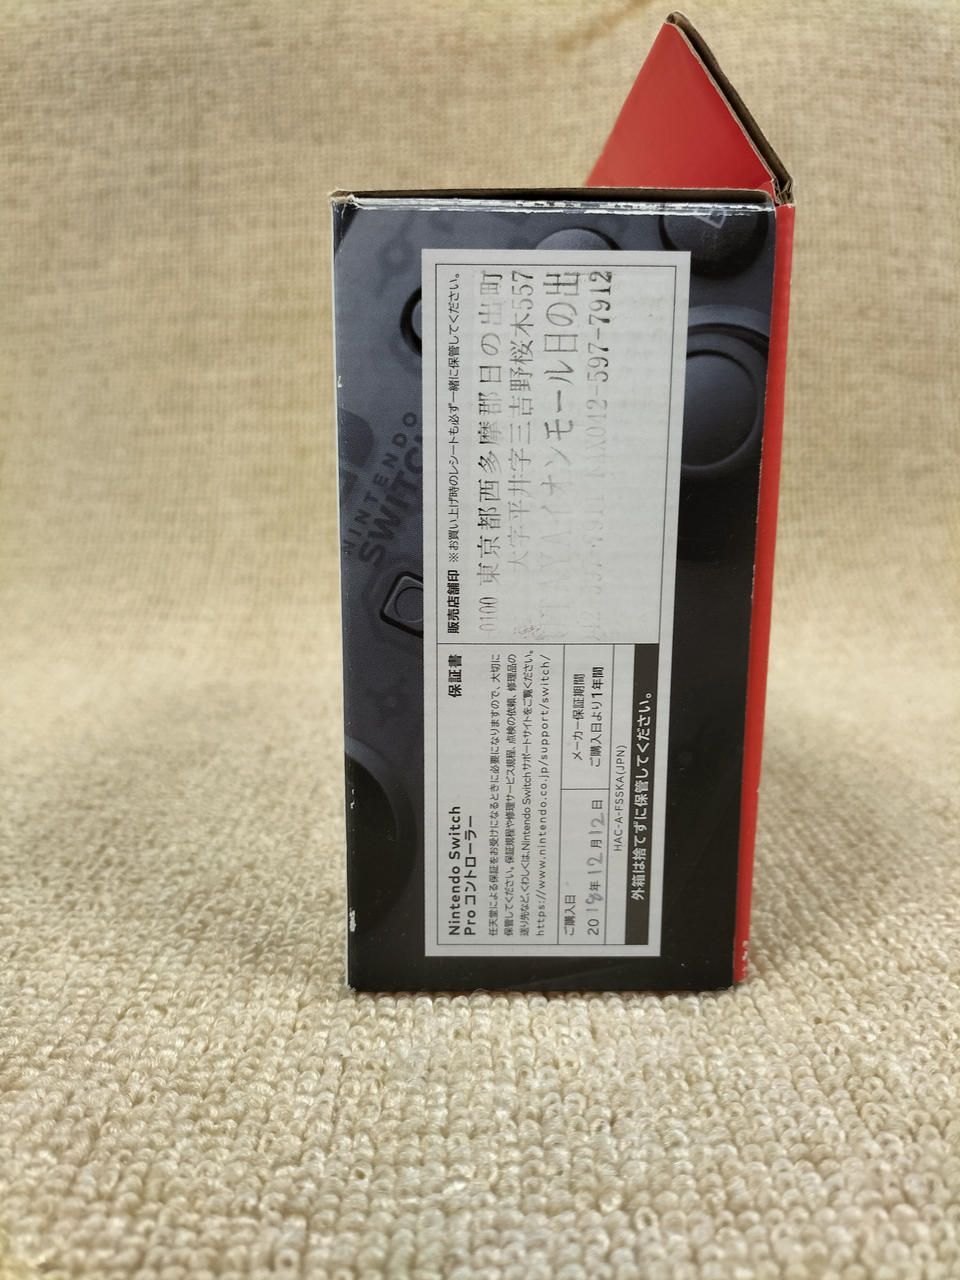 NINTENDO
SWITCH
Nintendo Switch
Pro コントローラー
保証書
任天堂による保証をお受けになるときに必要になりますので、大切に
保管してください。保証規程や修理サービス規程、点検の依頼、修理品の
送り先など、くわしくは、Nintendo Switchサポートサイトをご覧ください。
https://www.nintendo.co.jp/support/switch/
ご購入日
2018年12月12日
メーカー保証期間
ご購入日より1年間
HAC-A-FSSKA(JPN)
外箱は捨てずに保管してください。
販売店舗印 ※お買い上げ時のレシートも必ず一緒に保管してください。
0100 東京都西多摩郡日の出町
大字平井字三吉野桜木557
イオンモール日の出
042-597-7911 FAX042-597-7912